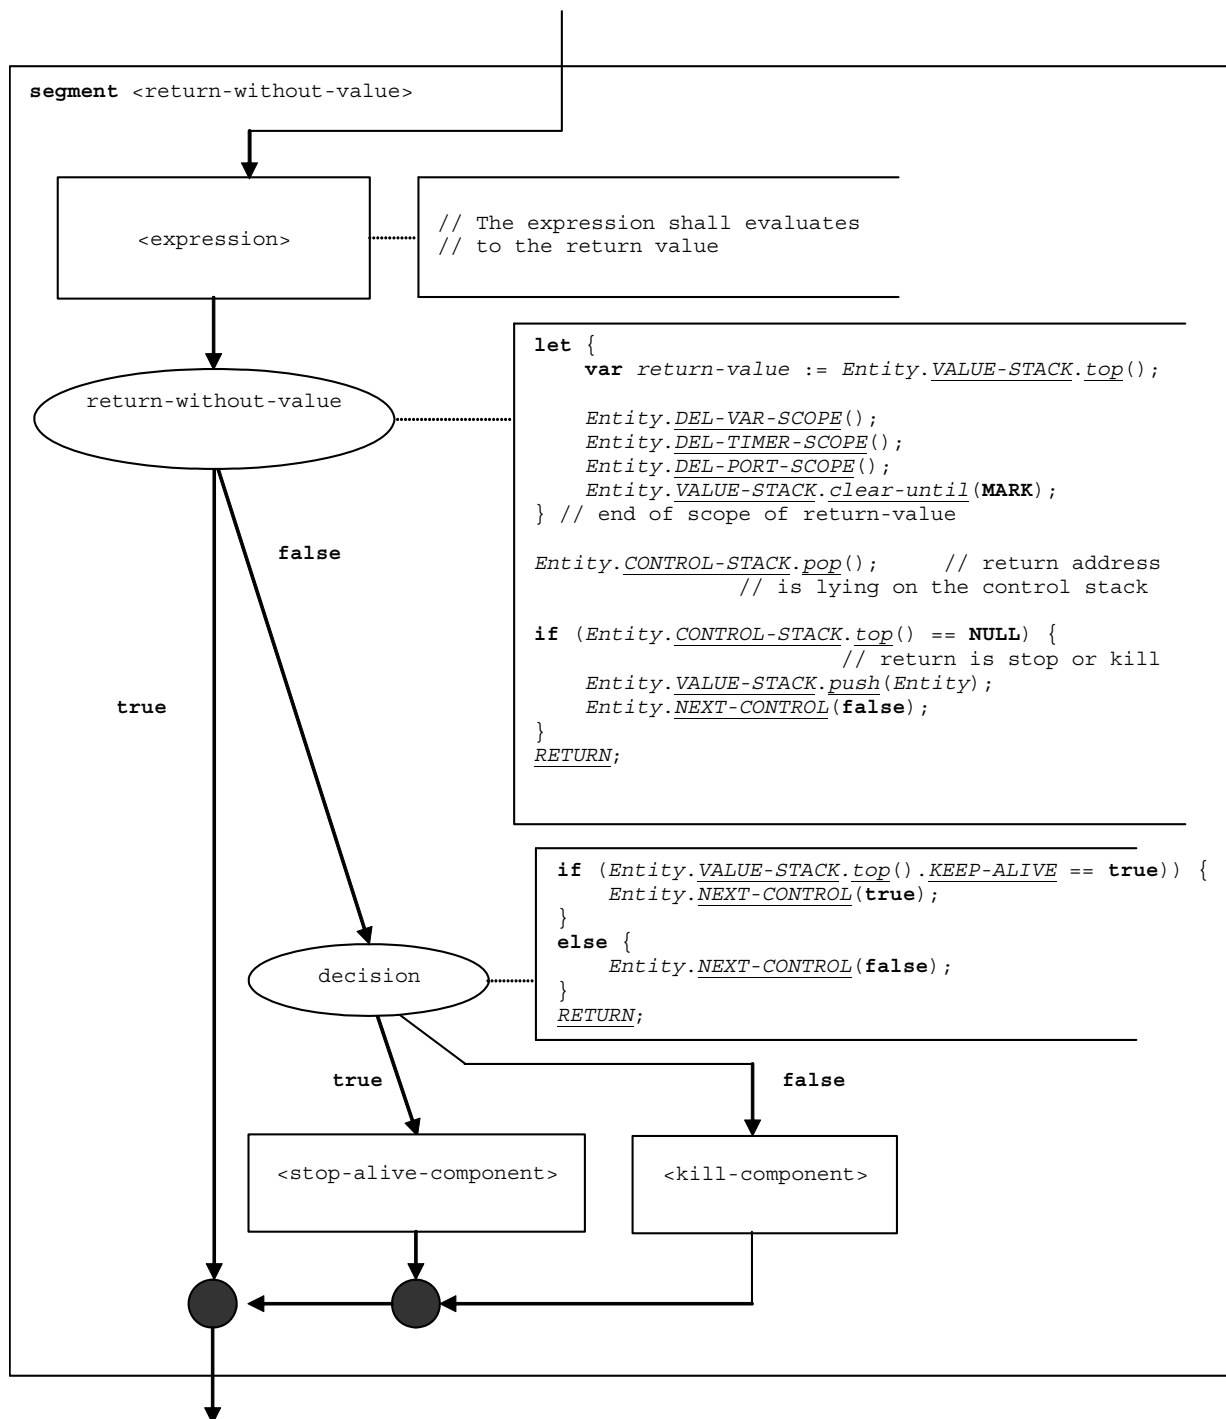 segment <return-without-value>
<expression>
// The expression shall evaluates
// to the return value
return-without-value
let {
var return-value := Entity.VALUE-STACK.top();
Entity.DEL-VAR-SCOPE();
Entity.DEL-TIMER-SCOPE();
Entity.DEL-PORT-SCOPE();
Entity.VALUE-STACK.clear-until(MARK);
} // end of scope of return-value
Entity.CONTROL-STACK.pop(); // return address
// is lying on the control stack
if (Entity.CONTROL-STACK.top() == NULL) {
// return is stop or kill
Entity.VALUE-STACK.push(Entity);
Entity.NEXT-CONTROL(false);
}
RETURN;
false
true
decision
if (Entity.VALUE-STACK.top().KEEP-ALIVE == true)) {
Entity.NEXT-CONTROL(true);
}
else {
Entity.NEXT-CONTROL(false);
}
RETURN;
true
false
<stop-alive-component>
<kill-component>